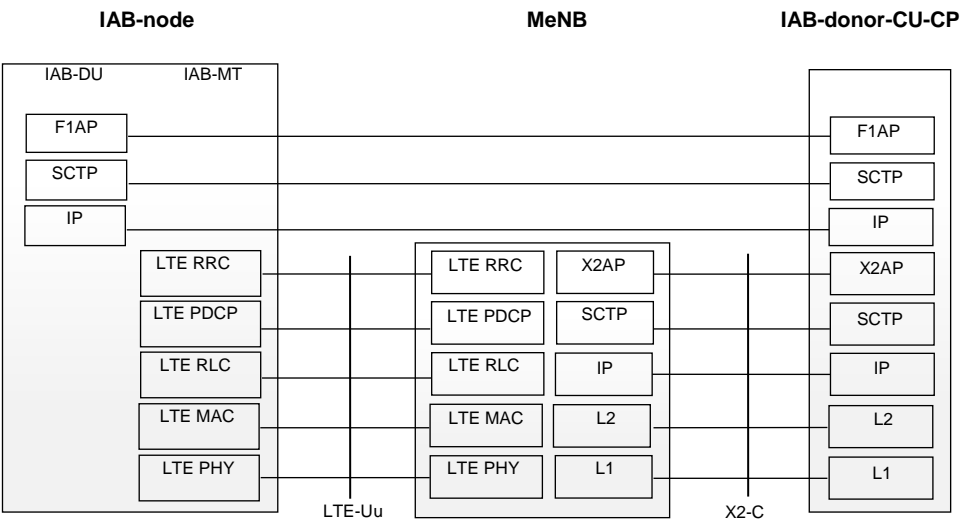 IAB-node MeNB IAB-donor-CU-CP
IAB-DU IAB-MT
F1AP F1AP
SCTP SCTP
IP IP
LTE RRC LTE RRC X2AP X2AP
LTE PDCP LTE PDCP SCTP SCTP
LTE RLC LTE RLC IP IP
LTE MAC LTE MAC L2 L2
LTE PHY LTE PHY L1 L1
LTE-Uu X2-C